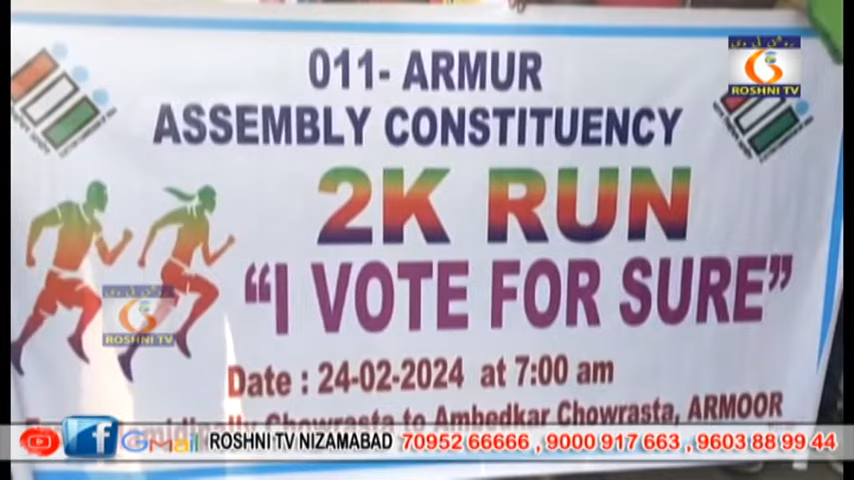 011- ARMUR
ASSEMBLY CONSTITUENCY
2K RUN
“I VOTE FOR SURE”
Date : 24-02-2024 at 7:00 am
Chowrasta to Ambedkar Chowrasta, ARMOOR
ROSHNI TV
ROSHNI TV
f GMail ROSHNI TV NIZAMABAD 70952 66666 , 9000 917 663 , 9603 88 99 44